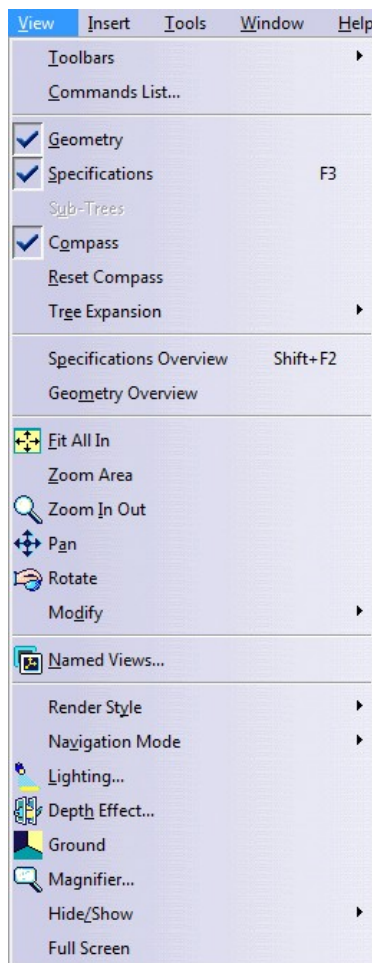 View Insert Tools Window Help
Toolbars
Commands List...
Geometry
Specifications F3
Sub-Trees
Compass
Reset Compass
Tree Expansion
Specifications Overview Shift+F2
Geometry Overview
Fit All In
Zoom Area
Zoom In Out
Pan
Rotate
Modify
Named Views...
Render Style
Navigation Mode
Lighting...
Depth Effect...
Ground
Magnifier...
Hide/Show
Full Screen